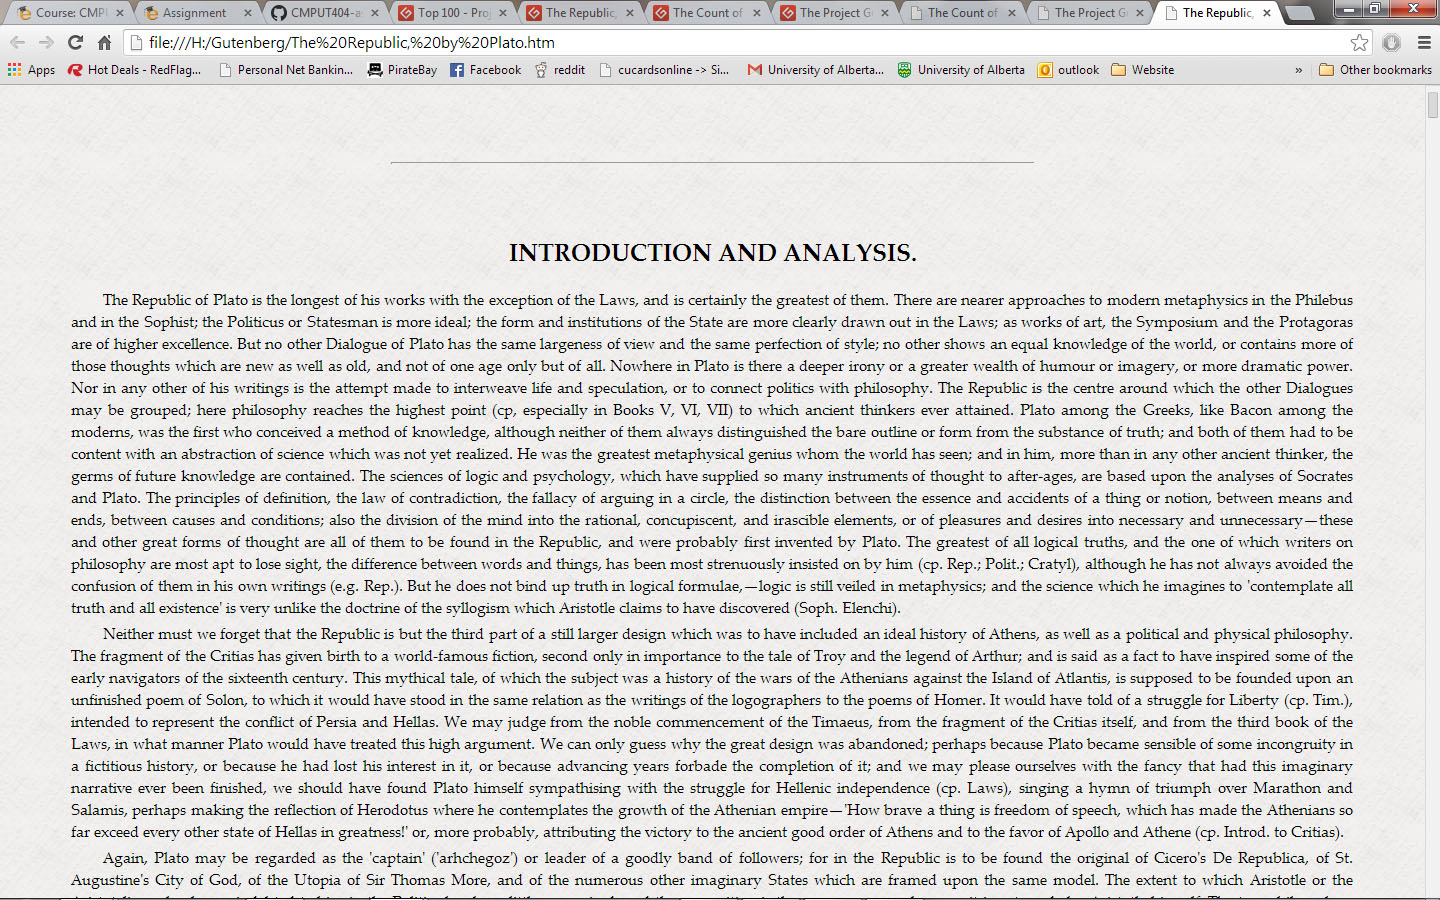 Course: CMPU
Assignment
CMPUT404-a
Top 100 - Proj
The Republic,
The Count of
The Project G
The Count of
The Project G
The Republic,
file:///H:/Gutenberg/The%20Republic,%20by%20Plato.htm
Apps
Hot Deals - RedFlag...
Personal Net Bankin...
PirateBay
Facebook
reddit
cucardsonline -> Si...
University of Alberta...
University of Alberta
outlook
Website
»
Other bookmarks
INTRODUCTION AND ANALYSIS.
The Republic of Plato is the longest of his works with the exception of the Laws, and is certainly the greatest of them. There are nearer approaches to modern metaphysics in the Philebus
and in the Sophist; the Politicus or Statesman is more ideal; the form and institutions of the State are more clearly drawn out in the Laws; as works of art, the Symposium and the Protagoras
are of higher excellence. But no other Dialogue of Plato has the same largeness of view and the same perfection of style; no other shows an equal knowledge of the world, or contains more of
those thoughts which are new as well as old, and not of one age only but of all. Nowhere in Plato is there a deeper irony or a greater wealth of humour or imagery, or more dramatic power.
Nor in any other of his writings is the attempt made to interweave life and speculation, or to connect politics with philosophy. The Republic is the centre around which the other Dialogues
may be grouped; here philosophy reaches the highest point (cp, especially in Books V, VI, VII) to which ancient thinkers ever attained. Plato among the Greeks, like Bacon among the
moderns, was the first who conceived a method of knowledge, although neither of them always distinguished the bare outline or form from the substance of truth; and both of them had to be
content with an abstraction of science which was not yet realized. He was the greatest metaphysical genius whom the world has seen; and in him, more than in any other ancient thinker, the
germs of future knowledge are contained. The sciences of logic and psychology, which have supplied so many instruments of thought to after-ages, are based upon the analyses of Socrates
and Plato. The principles of definition, the law of contradiction, the fallacy of arguing in a circle, the distinction between the essence and accidents of a thing or notion, between means and
ends, between causes and conditions; also the division of the mind into the rational, concupiscent, and irascible elements, or of pleasures and desires into necessary and unnecessary—these
and other great forms of thought are all of them to be found in the Republic, and were probably first invented by Plato. The greatest of all logical truths, and the one of which writers on
philosophy are most apt to lose sight, the difference between words and things, has been most strenuously insisted on by him (cp. Rep.; Polit.; Cratyl), although he has not always avoided the
confusion of them in his own writings (e.g. Rep.). But he does not bind up truth in logical formulae,—logic is still veiled in metaphysics; and the science which he imagines to 'contemplate all
truth and all existence' is very unlike the doctrine of the syllogism which Aristotle claims to have discovered (Soph. Elenchi).
Neither must we forget that the Republic is but the third part of a still larger design which was to have included an ideal history of Athens, as well as a political and physical philosophy.
The fragment of the Critias has given birth to a world-famous fiction, second only in importance to the tale of Troy and the legend of Arthur; and is said as a fact to have inspired some of the
early navigators of the sixteenth century. This mythical tale, of which the subject was a history of the wars of the Athenians against the Island of Atlantis, is supposed to be founded upon an
unfinished poem of Solon, to which it would have stood in the same relation as the writings of the logographers to the poems of Homer. It would have told of a struggle for Liberty (cp. Tim.),
intended to represent the conflict of Persia and Hellas. We may judge from the noble commencement of the Timaeus, from the fragment of the Critias itself, and from the third book of the
Laws, in what manner Plato would have treated this high argument. We can only guess why the great design was abandoned; perhaps because Plato became sensible of some incongruity in
a fictitious history, or because he had lost his interest in it, or because advancing years forbade the completion of it; and we may please ourselves with the fancy that had this imaginary
narrative ever been finished, we should have found Plato himself sympathising with the struggle for Hellenic independence (cp. Laws), singing a hymn of triumph over Marathon and
Salamis, perhaps making the reflection of Herodotus where he contemplates the growth of the Athenian empire—'How brave a thing is freedom of speech, which has made the Athenians so
far exceed every other state of Hellas in greatness!' or, more probably, attributing the victory to the ancient good order of Athens and to the favor of Apollo and Athene (cp. Introd. to Critias).
Again, Plato may be regarded as the 'captain' ('arhchegoz') or leader of a goodly band of followers; for in the Republic is to be found the original of Cicero's De Republica, of St.
Augustine's City of God, of the Utopia of Sir Thomas More, and of the numerous other imaginary States which are framed upon the same model. The extent to which Aristotle or the